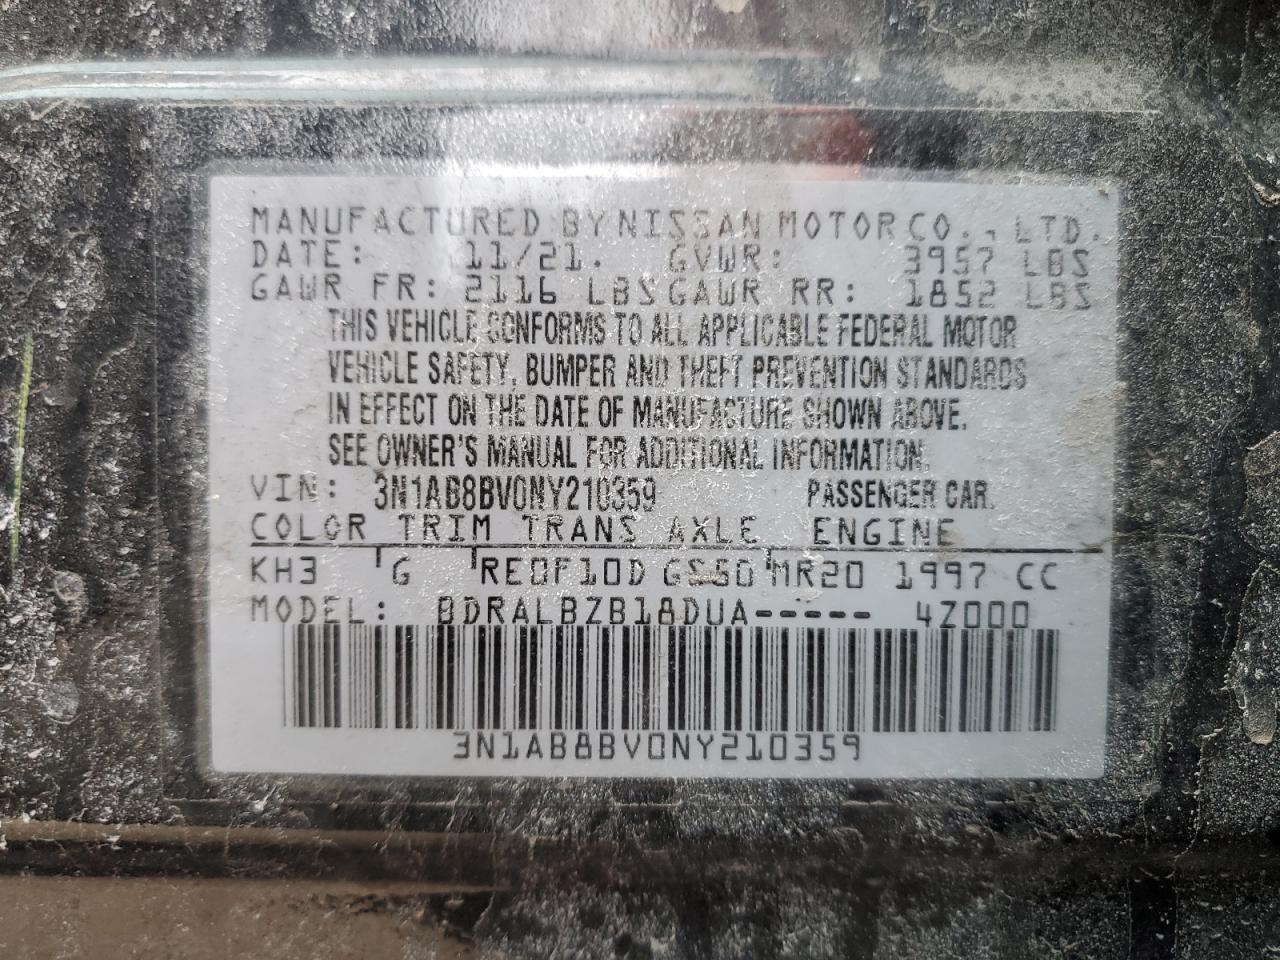 MANUFACTURED BY NISSAN MOTOR CO., LTD.
DATE: 11/21. GVWR: 3957 LBS
GAWR FR: 2116 LBS GAWR RR: 1852 LBS
THIS VEHICLE CONFORMS TO ALL APPLICABLE FEDERAL MOTOR
VEHICLE SAFETY, BUMPER AND THEFT PREVENTION STANDARDS
IN EFFECT ON THE DATE OF MANUFACTURE SHOWN ABOVE.
SEE OWNER'S MANUAL FOR ADDITIONAL INFORMATION.
VIN: 3N1AB8BV0NY210359 PASSENGER CAR.
COLOR TRIM TRANS AXLE ENGINE
KH3 G RE0F10D GS50 MR20 1997 CC
MODEL: BDRALBZB18DUA----- 4Z000
3N1AB8BV0NY210359